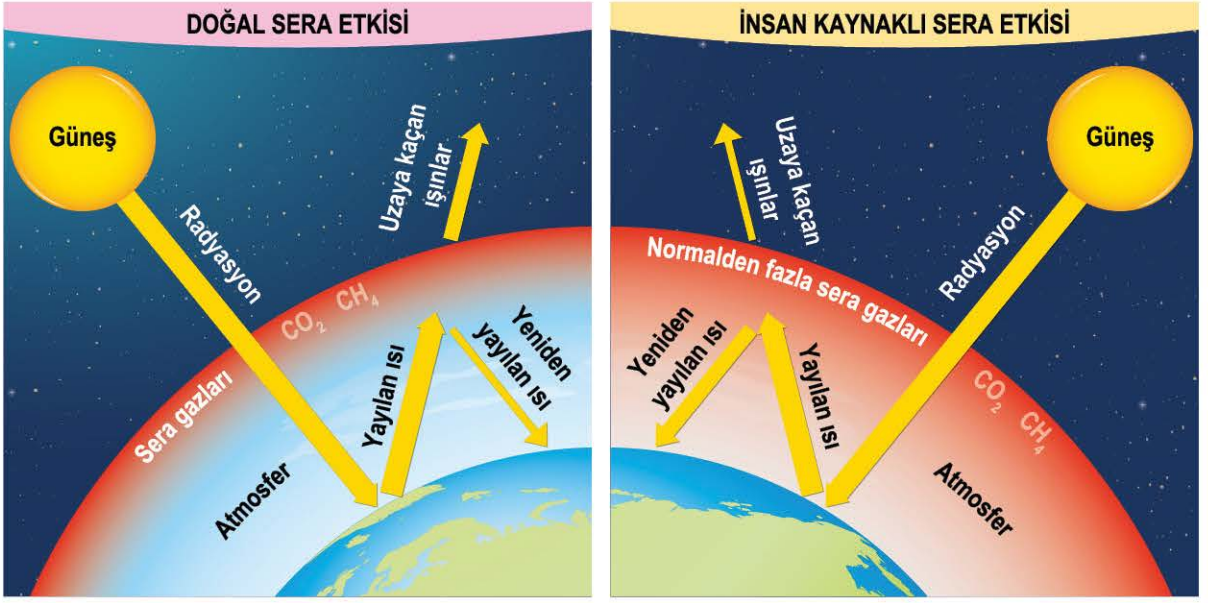 DOĞAL SERA ETKİSİ
Güneş
Radyasyon
Uzaya kaçan
ışınlar
CO₂ CH₄
Sera gazları
Yayılan ısı
Yeniden
yayılan ısı
Atmosfer
İNSAN KAYNAKLI SERA ETKİSİ
Güneş
Radyasyon
Uzaya kaçan
ışınlar
Normalden fazla sera gazları
Yeniden
yayılan ısı
Yayılan ısı
CO₂ CH₄
Atmosfer